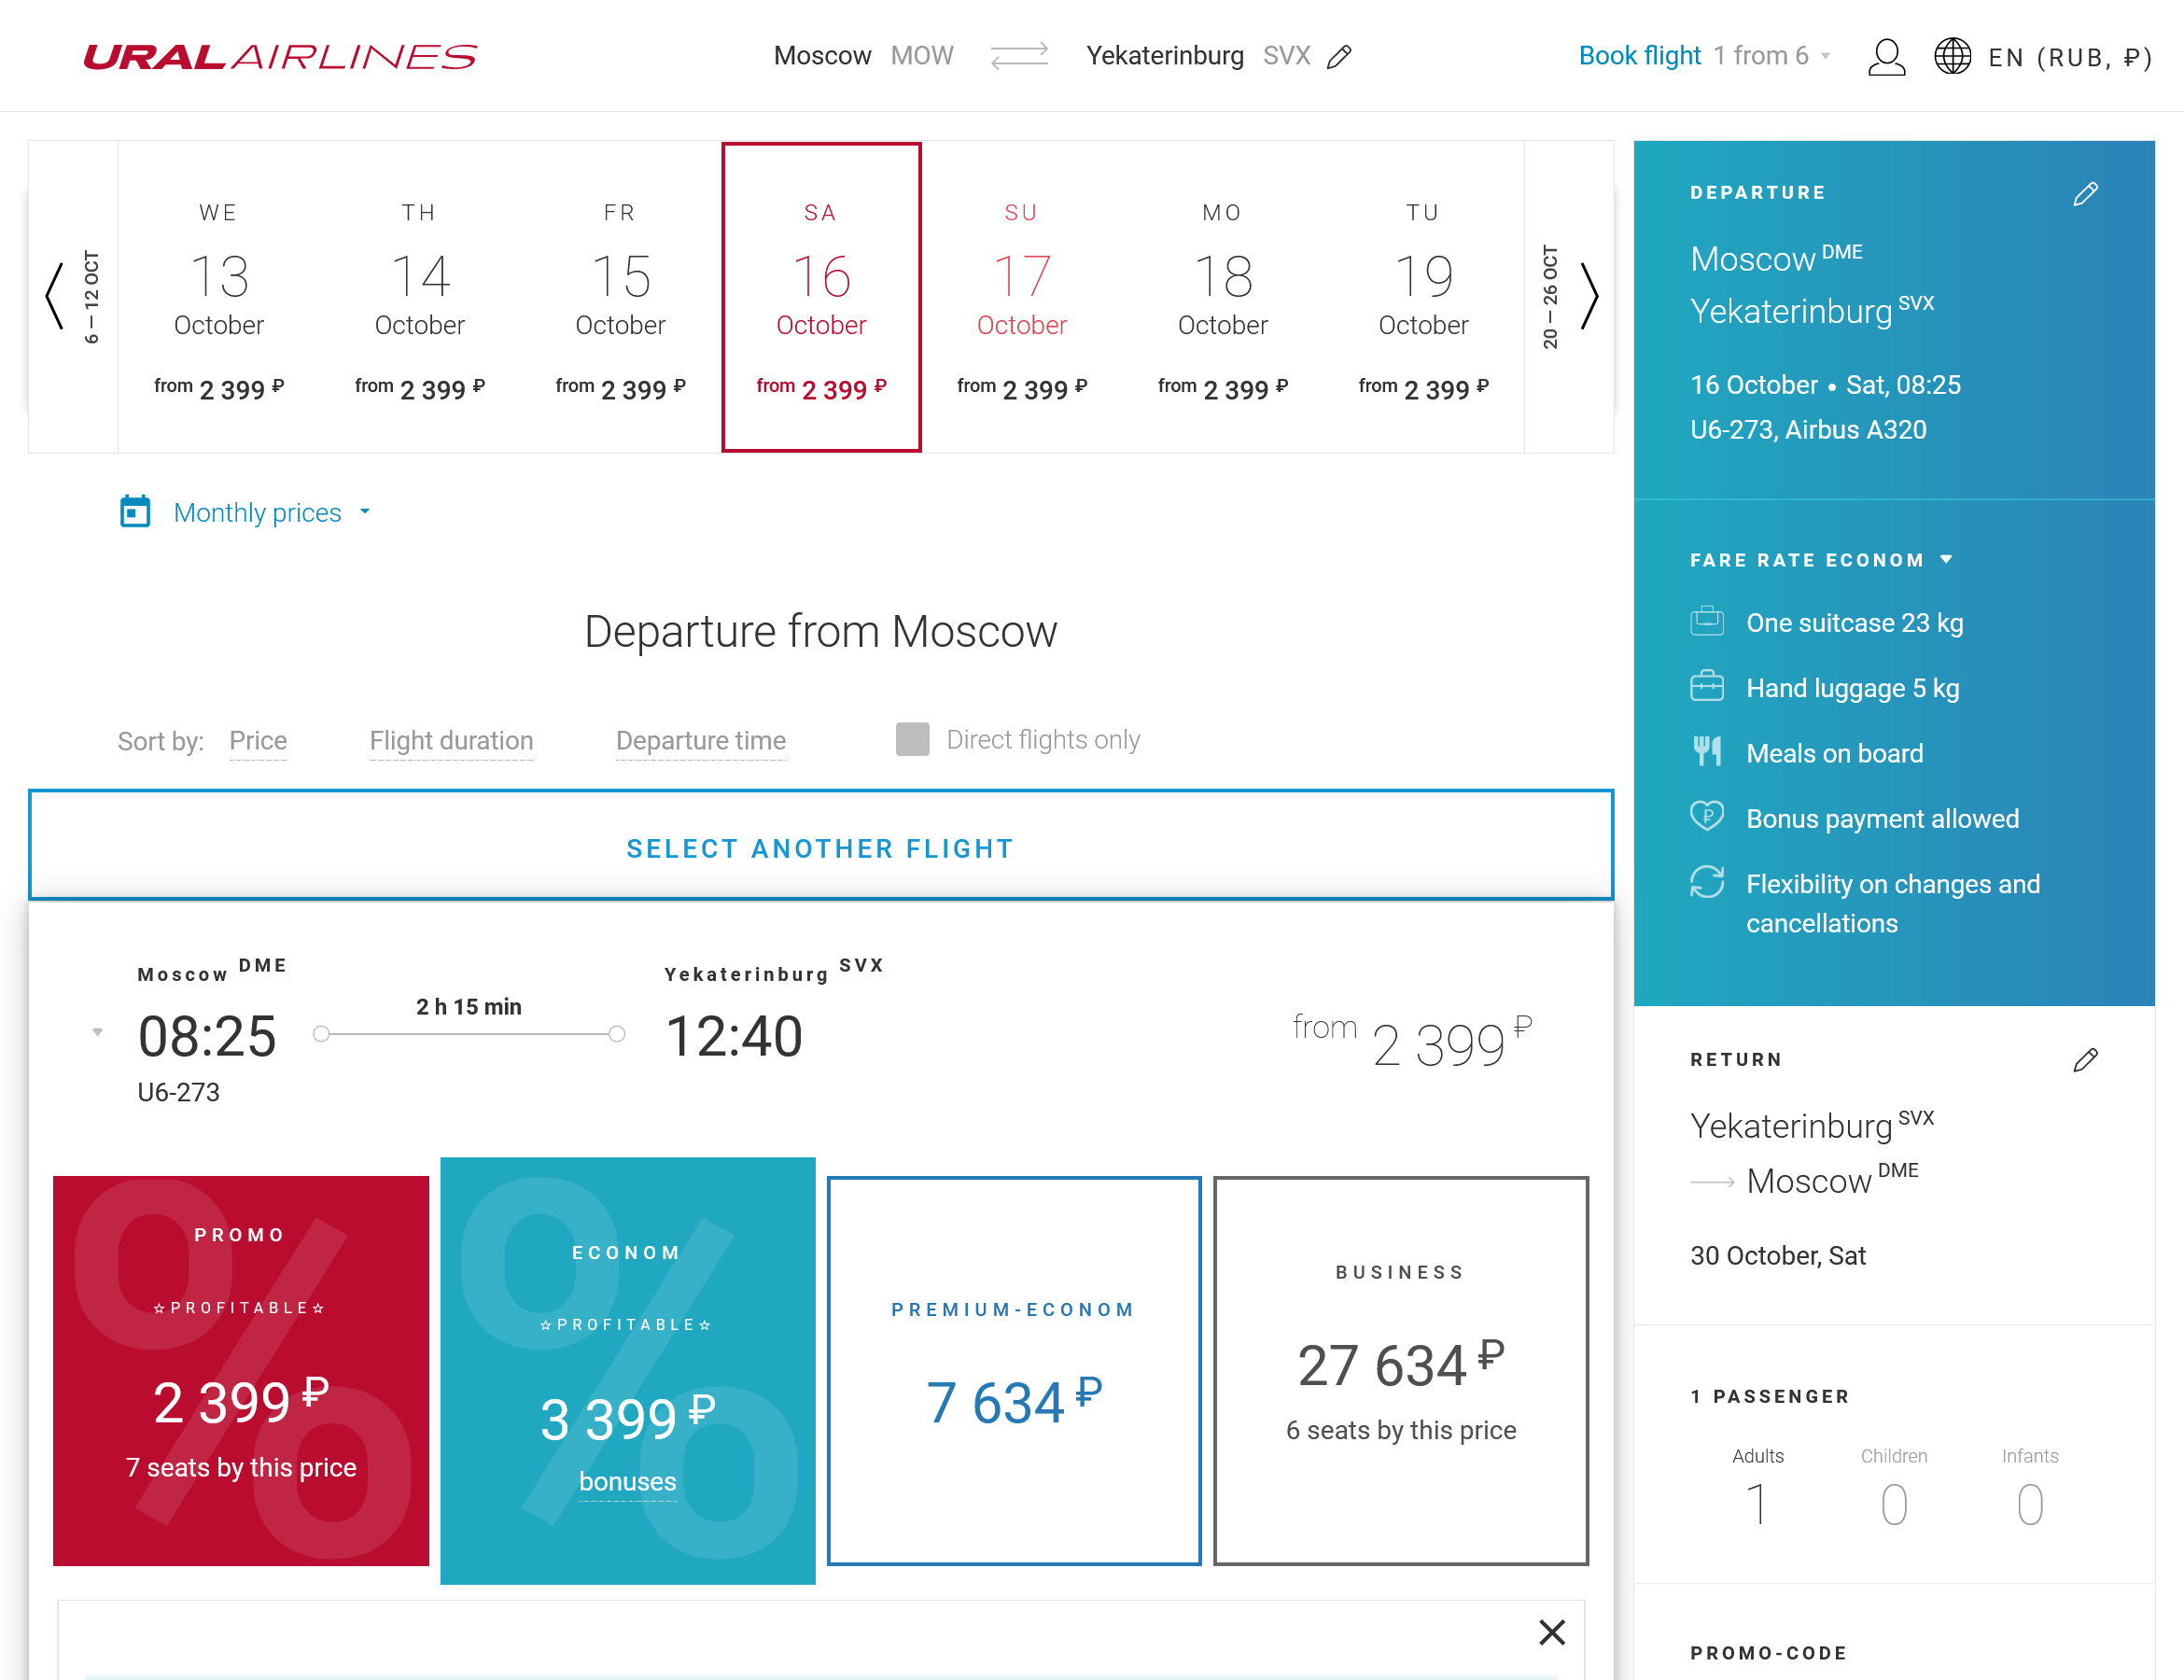 URAL AIRLINES
Moscow MOW Yekaterinburg SVX
Book flight 1 from 6
EN (RUB, ₽)
6 – 12 OCT
WE
13
October
from 2 399 ₽
TH
14
October
from 2 399 ₽
FR
15
October
from 2 399 ₽
SA
16
October
from 2 399 ₽
SU
17
October
from 2 399 ₽
MO
18
October
from 2 399 ₽
TU
19
October
from 2 399 ₽
20 – 26 OCT
Monthly prices
Departure from Moscow
Sort by: Price Flight duration Departure time Direct flights only
SELECT ANOTHER FLIGHT
Moscow DME
08:25
U6-273
2 h 15 min
Yekaterinburg SVX
12:40
from 2 399 ₽
PROMO
☆PROFITABLE☆
2 399 ₽
7 seats by this price
ECONOM
☆PROFITABLE☆
3 399 ₽
bonuses
PREMIUM-ECONOM
7 634 ₽
BUSINESS
27 634 ₽
6 seats by this price
DEPARTURE
Moscow DME
Yekaterinburg SVX
16 October • Sat, 08:25
U6-273, Airbus A320
FARE RATE ECONOM
One suitcase 23 kg
Hand luggage 5 kg
Meals on board
₽
Bonus payment allowed
Flexibility on changes and
cancellations
RETURN
Yekaterinburg SVX
Moscow DME
30 October, Sat
1 PASSENGER
Adults
1
Children
0
Infants
0
PROMO-CODE